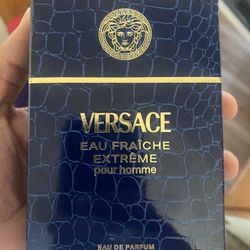 VERSACE
EAU FRAÎCHE
EXTRÊME
pour homme
EAU DE PARFUM